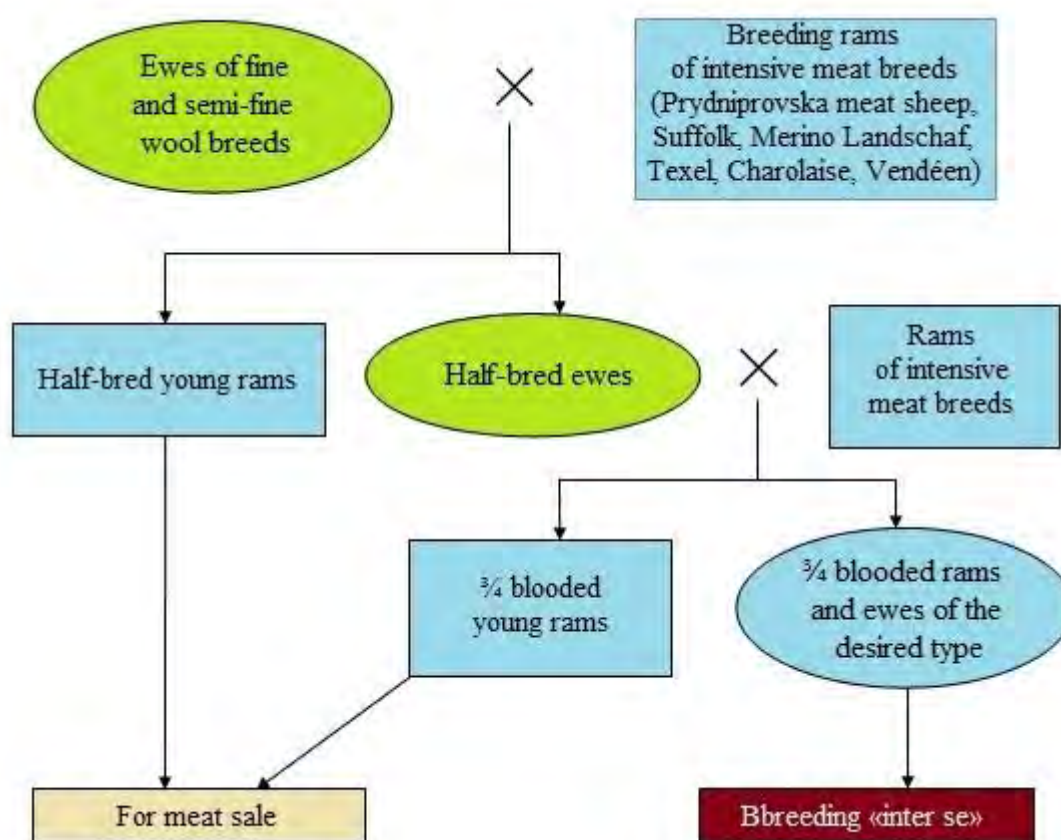 Ewes of fine
and semi-fine
wool breeds
Breeding rams
of intensive meat breeds
(Prydniprovska meat sheep,
Suffolk, Merino Landschaf,
Texel, Charolaise, Vendéen)
Half-bred young rams
Half-bred ewes
Rams
of intensive
meat breeds
¾ blooded
young rams
¾ blooded rams
and ewes of the
desired type
For meat sale
Bbreeding «inter se»